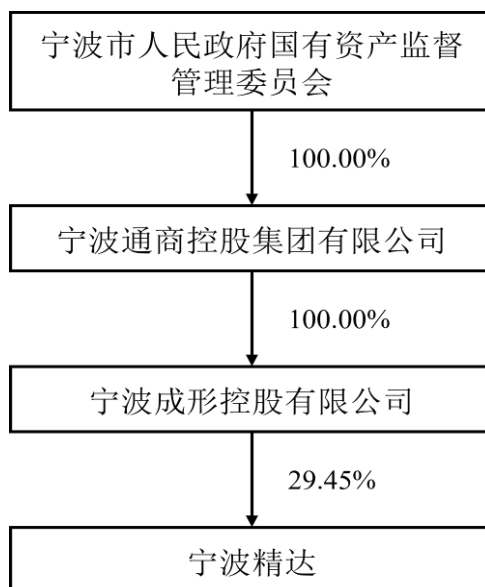 宁波市人民政府国有资产监督
管理委员会
100.00%
宁波通商控股集团有限公司
100.00%
宁波成形控股有限公司
29.45%
宁波精达